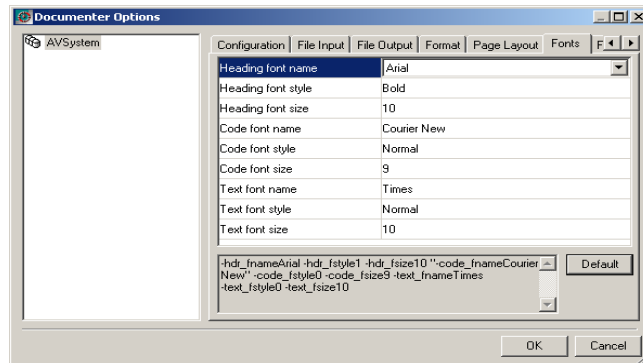 Documenter Options
AVSystem
Configuration File Input File Output Format Page Layout Fonts F
Heading font name Arial
Heading font style Bold
Heading font size 10
Code font name Courier New
Code font style Normal
Code font size 9
Text font name Times
Text font style Normal
Text font size 10
-hdr_fnameArial -hdr_fstyle1 -hdr_fsize10 "-code_fnameCourier
New" -code_fstyle0 -code_fsize9 -text_fnameTimes
-text_fstyle0 -text_fsize10
Default
OK Cancel